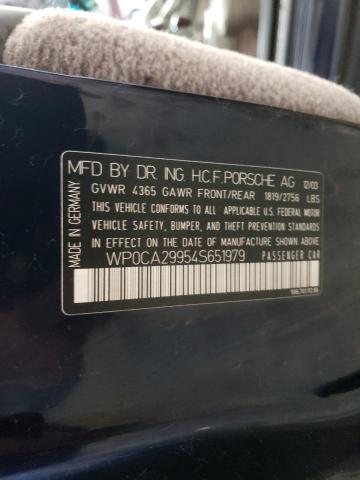 MADE IN GERMANY
MFD BY DR. ING. H.C.F. PORSCHE AG 12/03
GVWR 4365 GAWR FRONT/REAR 1819/2756 LBS
THIS VEHICLE CONFORMS TO ALL APPLICABLE U.S. FEDERAL MOTOR
VEHICLE SAFETY, BUMPER, AND THEFT PREVENTION STANDARDS
IN EFFECT ON THE DATE OF MANUFACTURE SHOWN ABOVE.
WP0CA29954S651979 PASSENGER CAR